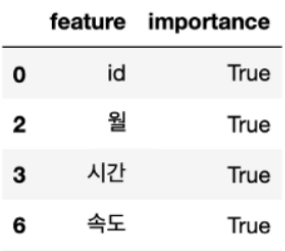 feature importance
0 id True
2 월 True
3 시간 True
6 속도 True